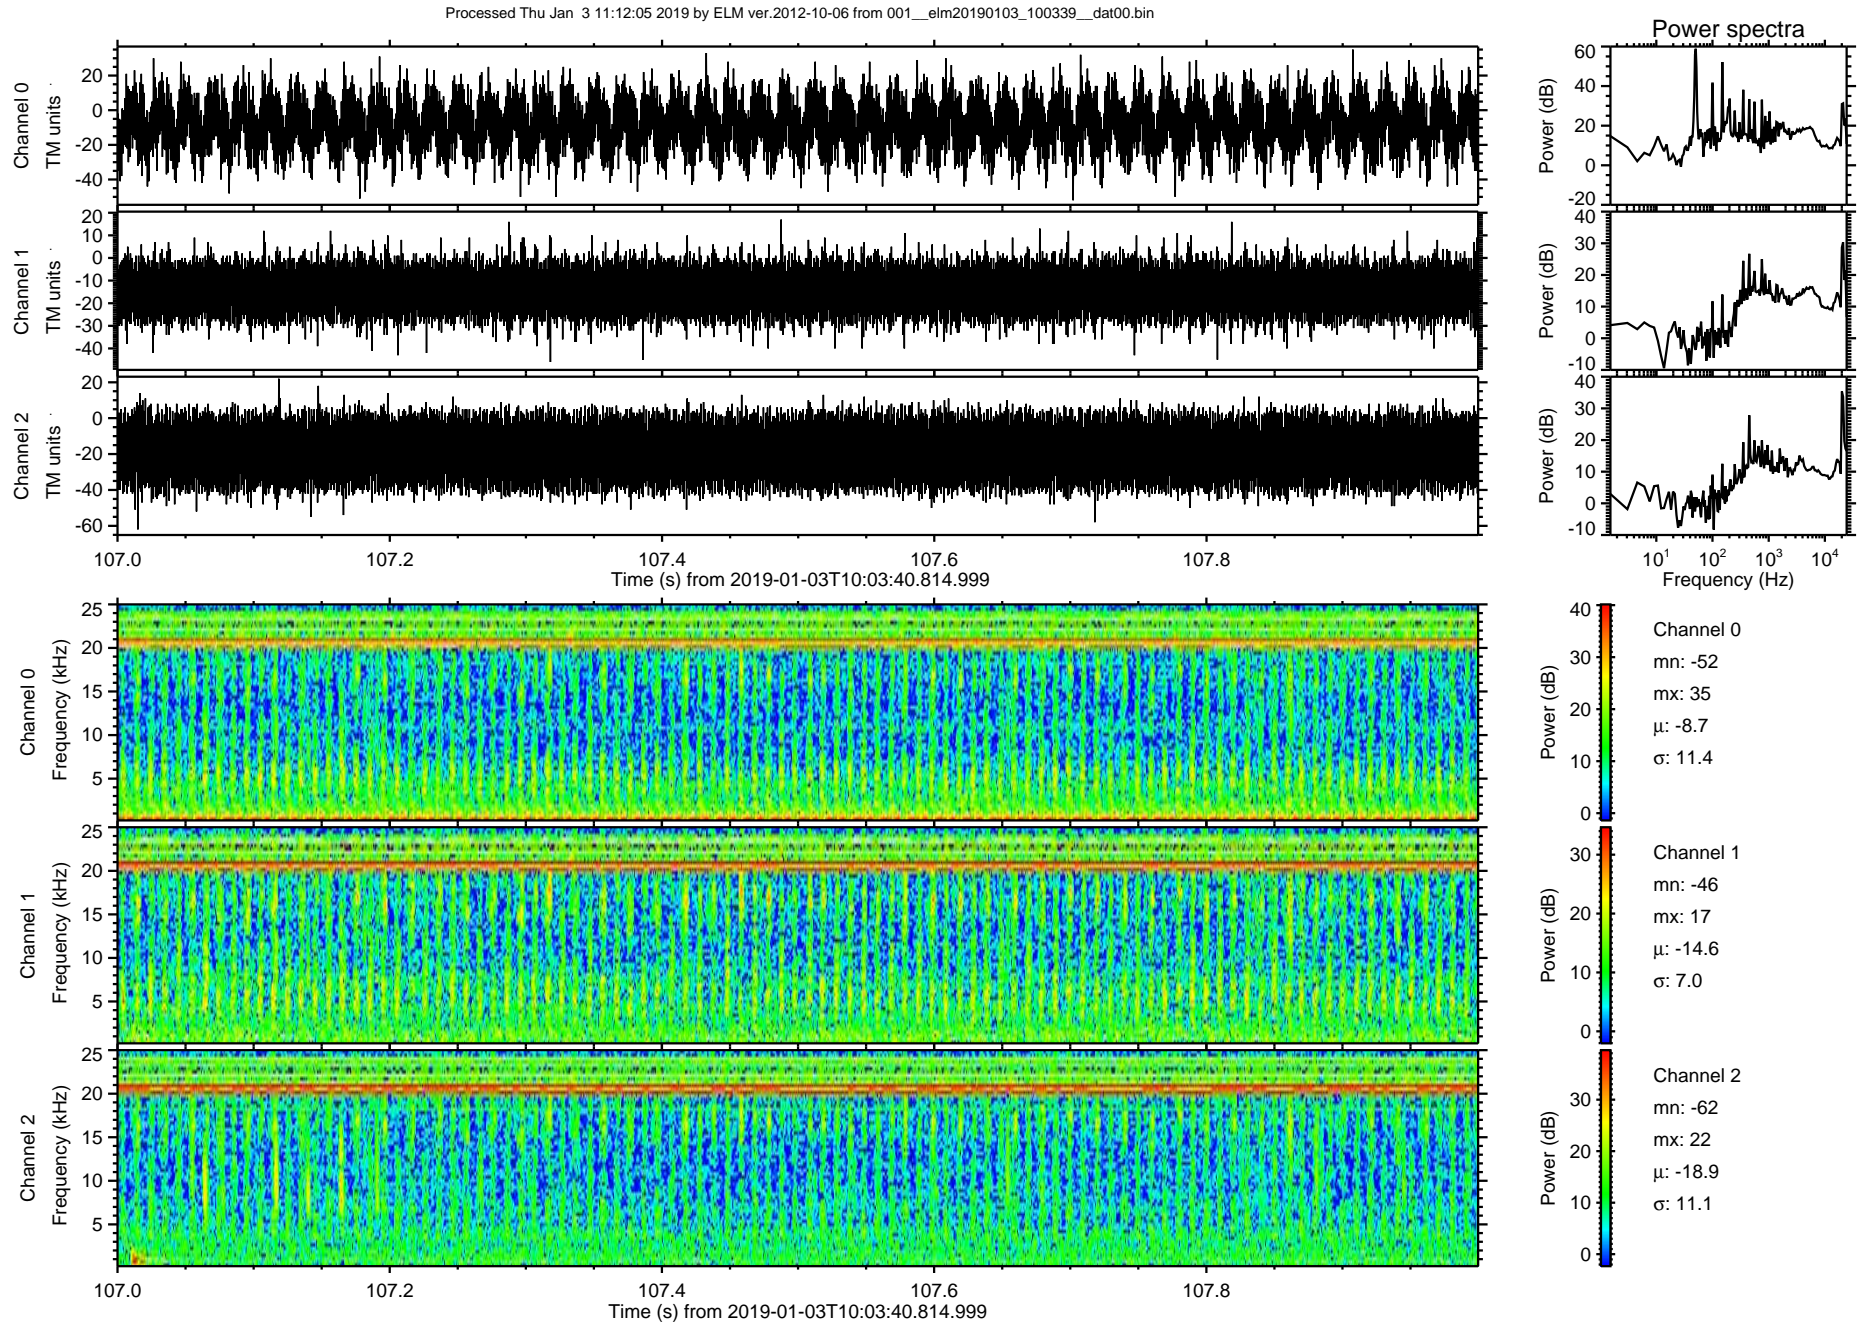 Processed Thu Jan  3 11:12:05 2019 by ELM ver.2012-10-06 from 001__elm20190103_100339__dat00.bin
Power spectra
Channel 0
TM units
20
0
-20
-40
Power (dB)
60
40
20
0
-20
Channel 1
TM units
20
10
0
-10
-20
-30
-40
Power (dB)
40
30
20
10
0
-10
Channel 2
TM units
20
0
-20
-40
-60
Power (dB)
40
30
20
10
0
-10
107.0 107.2 107.4 107.6 107.8
Time (s) from 2019-01-03T10:03:40.814.999
10¹ 10² 10³ 10⁴
Frequency (Hz)
Channel 0
Frequency (kHz)
25
20
15
10
5
Power (dB)
40
30
20
10
0
Channel 0
mn: -52
mx: 35
μ: -8.7
σ: 11.4
Channel 1
Frequency (kHz)
25
20
15
10
5
Power (dB)
30
20
10
0
Channel 1
mn: -46
mx: 17
μ: -14.6
σ: 7.0
Channel 2
Frequency (kHz)
25
20
15
10
5
Power (dB)
30
20
10
0
Channel 2
mn: -62
mx: 22
μ: -18.9
σ: 11.1
107.0 107.2 107.4 107.6 107.8
Time (s) from 2019-01-03T10:03:40.814.999